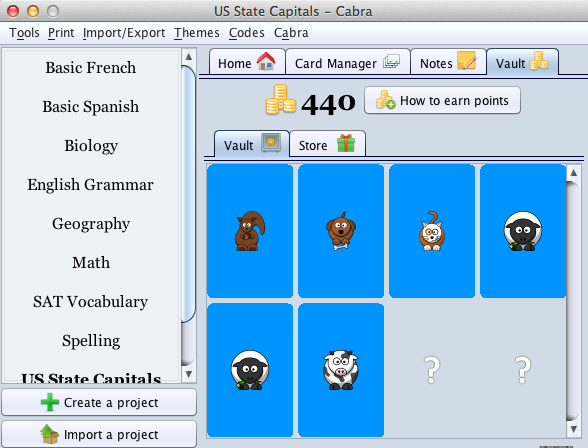 US State Capitals – Cabra
Tools Print Import/Export Themes Codes Cabra
Basic French
Basic Spanish
Biology
English Grammar
Geography
Math
SAT Vocabulary
Spelling
US State Capitals
Create a project
Import a project
Home Card Manager Notes Vault
440 How to earn points
Vault Store
? ?